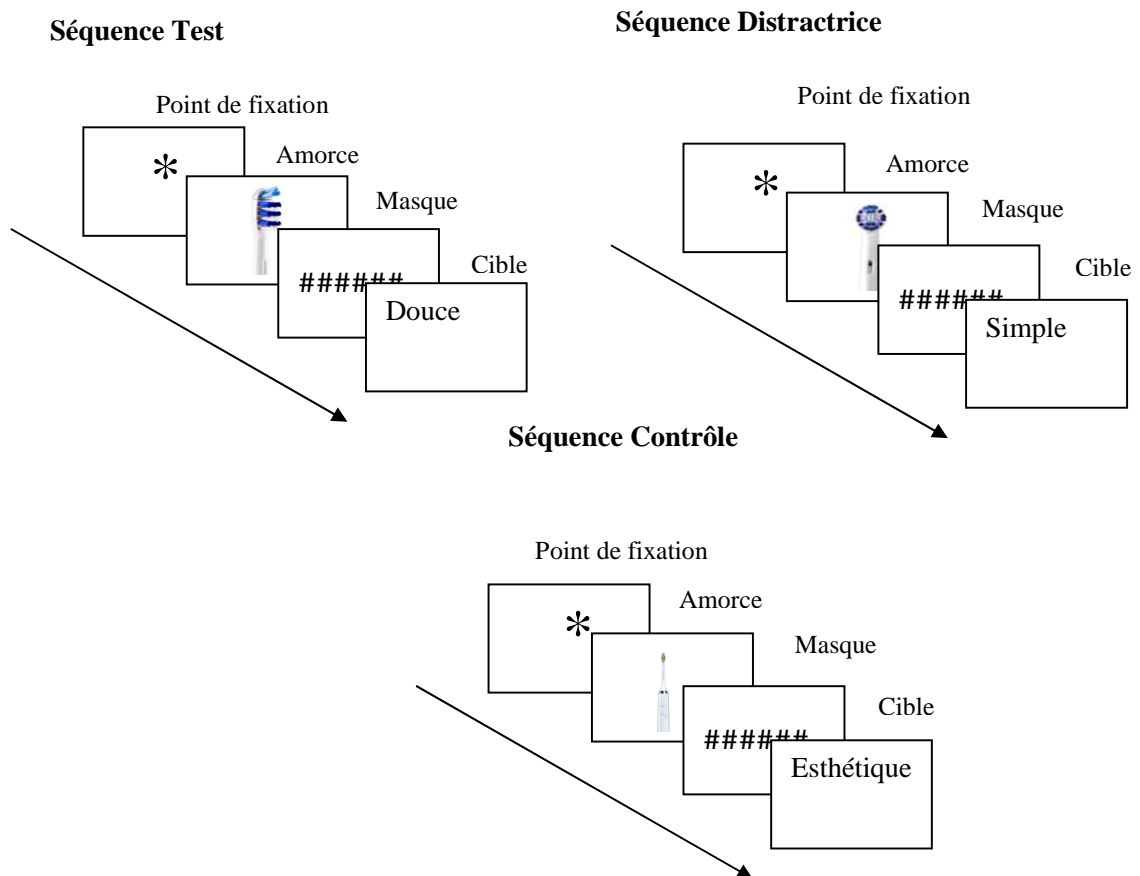 Séquence Test
Point de fixation
*
Amorce
Masque
######
Cible
Douce
Séquence Distractrice
Point de fixation
*
Amorce
Masque
######
Cible
Simple
Séquence Contrôle
Point de fixation
*
Amorce
Masque
######
Cible
Esthétique